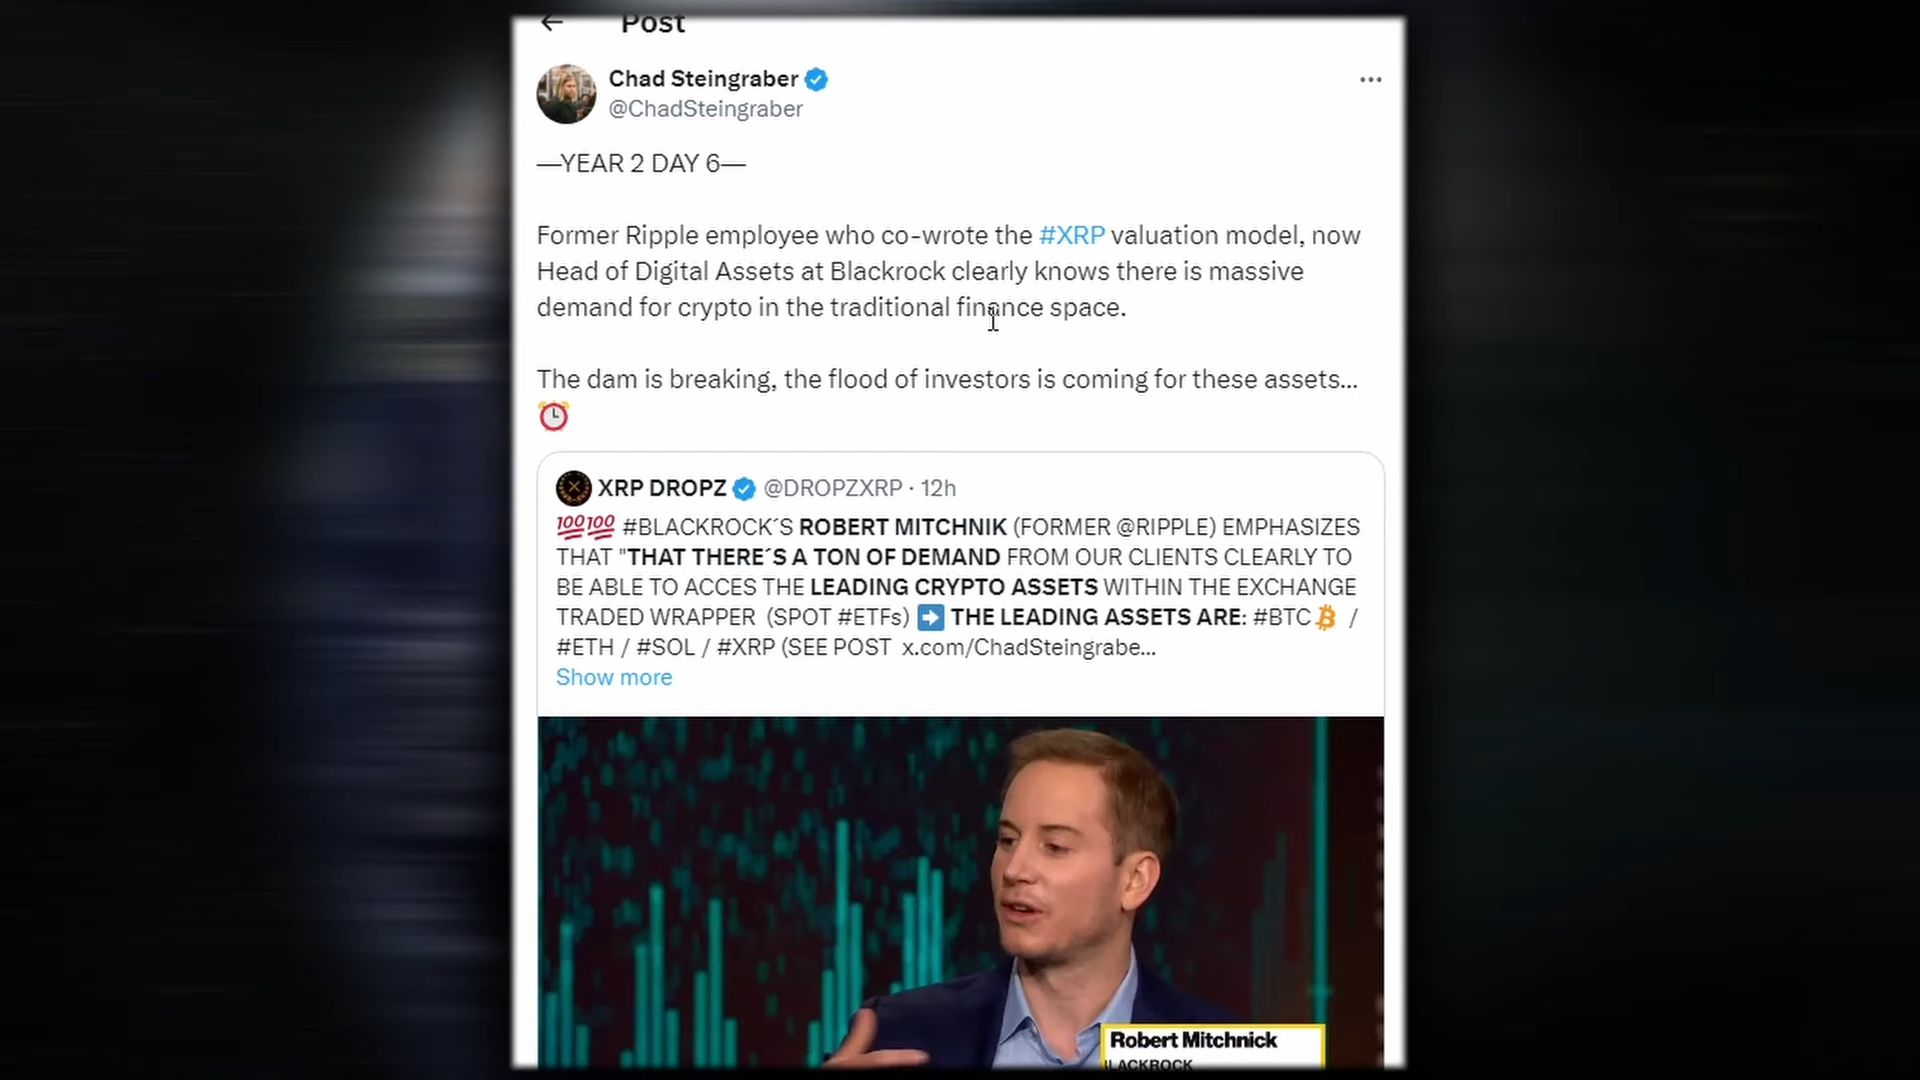 Post
Chad Steingraber
@ChadSteingraber
—YEAR 2 DAY 6—
Former Ripple employee who co-wrote the #XRP valuation model, now
Head of Digital Assets at Blackrock clearly knows there is massive
demand for crypto in the traditional finance space.
The dam is breaking, the flood of investors is coming for these assets...
XRP DROPZ @DROPZXRP · 12h
💯💯 #BLACKROCK´S ROBERT MITCHNIK (FORMER @RIPPLE) EMPHASIZES
THAT "THAT THERE´S A TON OF DEMAND FROM OUR CLIENTS CLEARLY TO
BE ABLE TO ACCES THE LEADING CRYPTO ASSETS WITHIN THE EXCHANGE
TRADED WRAPPER (SPOT #ETFs) ➡️ THE LEADING ASSETS ARE: #BTC /
#ETH / #SOL / #XRP (SEE POST x.com/ChadSteingrabe...
Show more
Robert Mitchnick
BLACKROCK